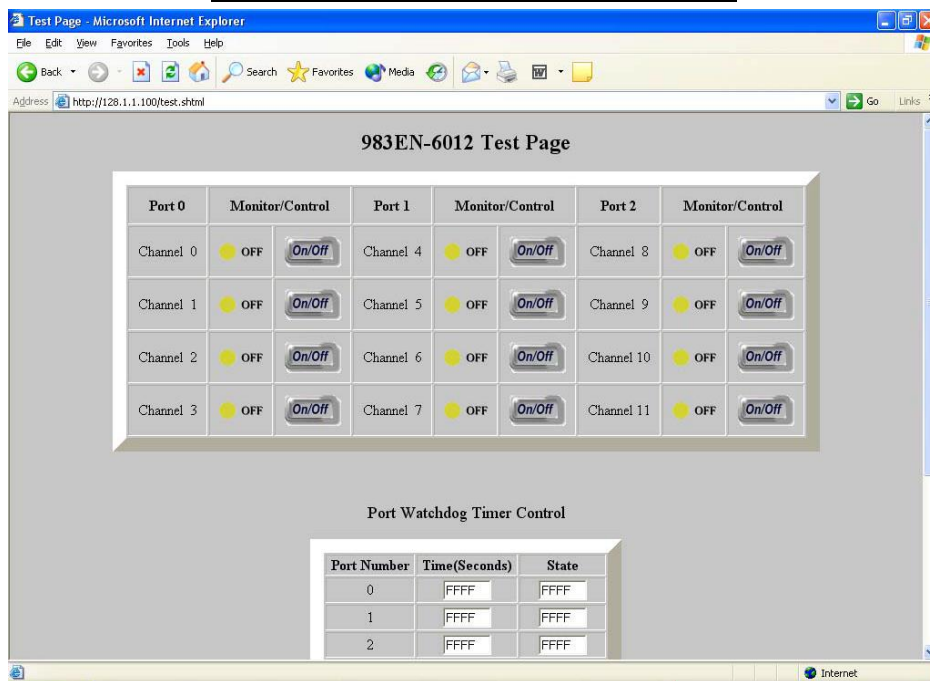 Test Page - Microsoft Internet Explorer
File Edit View Favorites Tools Help
Back Search Favorites Media
Address http://128.1.1.100/test.shtml Go Links
983EN-6012 Test Page
Port 0 Monitor/Control Port 1 Monitor/Control Port 2 Monitor/Control
Channel 0 OFF On/Off Channel 4 OFF On/Off Channel 8 OFF On/Off
Channel 1 OFF On/Off Channel 5 OFF On/Off Channel 9 OFF On/Off
Channel 2 OFF On/Off Channel 6 OFF On/Off Channel 10 OFF On/Off
Channel 3 OFF On/Off Channel 7 OFF On/Off Channel 11 OFF On/Off
Port Watchdog Timer Control
Port Number Time(Seconds) State
0 FFFF FFFF
1 FFFF FFFF
2 FFFF FFFF
Internet